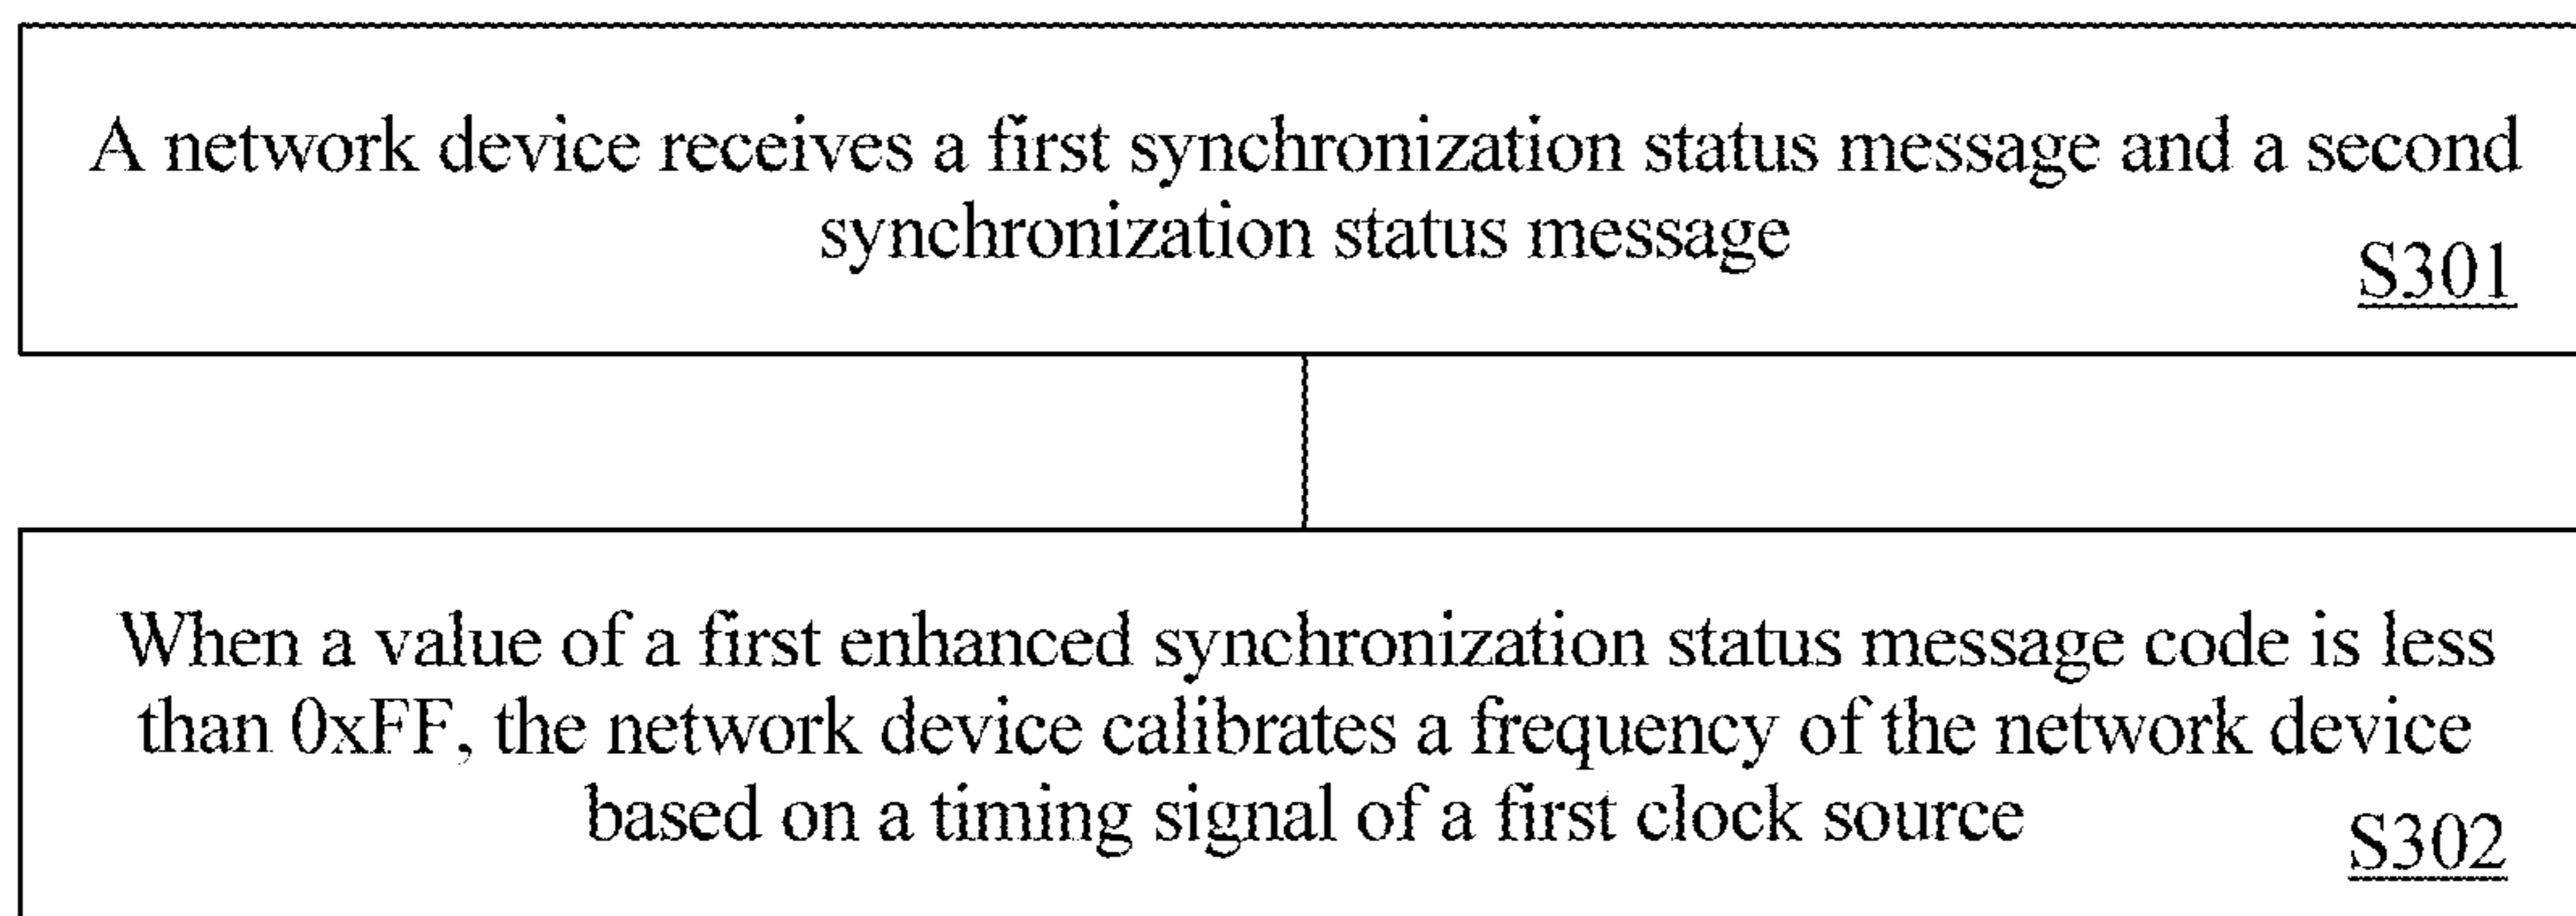 A network device receives a first synchronization status message and a second
synchronization status message
S301
When a value of a first enhanced synchronization status message code is less
than 0xFF, the network device calibrates a frequency of the network device
based on a timing signal of a first clock source
S302